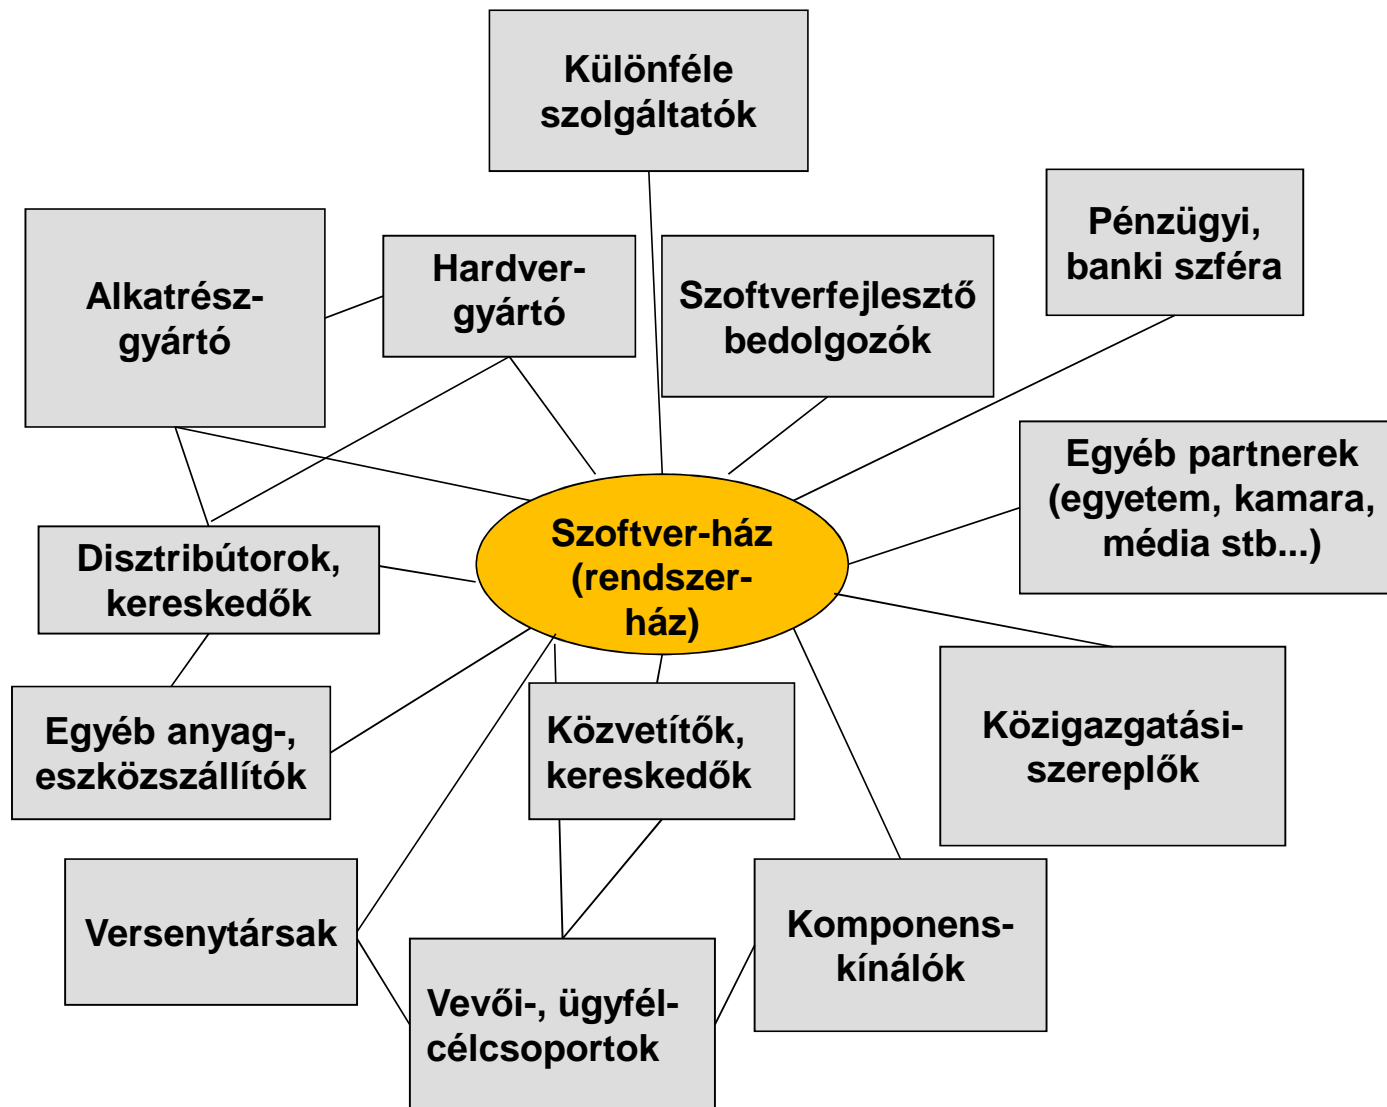 Különféle
szolgáltatók
Pénzügyi,
banki szféra
Alkatrész-
gyártó
Hardver-
gyártó
Szoftverfejlesztő
bedolgozók
Egyéb partnerek
(egyetem, kamara,
média stb...)
Szoftver-ház
(rendszer-
ház)
Disztribútorok,
kereskedők
Egyéb anyag-,
eszközszállítók
Közvetítők,
kereskedők
Közigazgatási-
szereplők
Versenytársak
Vevői-, ügyfél-
célcsoportok
Komponens-
kínálók